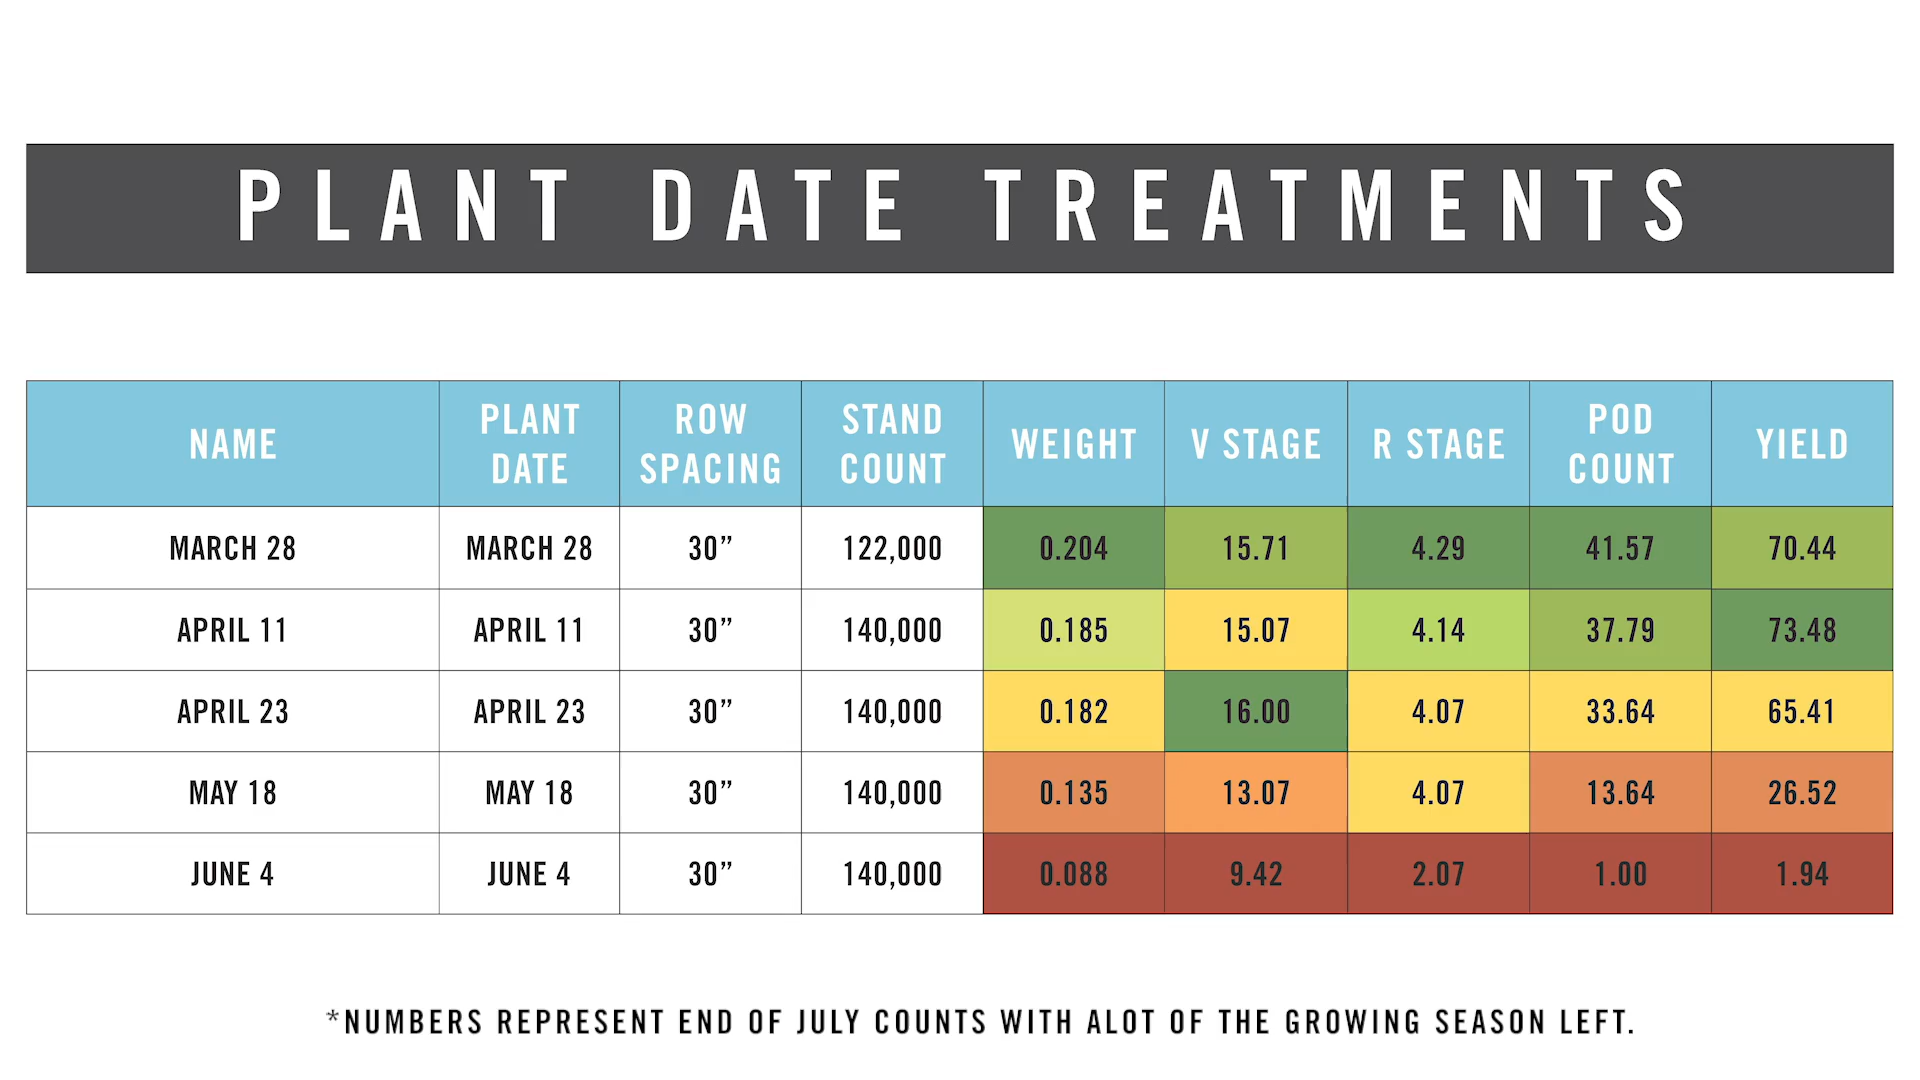 PLANT DATE TREATMENTS
NAME PLANT DATE ROW SPACING STAND COUNT WEIGHT V STAGE R STAGE POD COUNT YIELD
MARCH 28 MARCH 28 30” 122,000 0.204 15.71 4.29 41.57 70.44
APRIL 11 APRIL 11 30” 140,000 0.185 15.07 4.14 37.79 73.48
APRIL 23 APRIL 23 30” 140,000 0.182 16.00 4.07 33.64 65.41
MAY 18 MAY 18 30” 140,000 0.135 13.07 4.07 13.64 26.52
JUNE 4 JUNE 4 30” 140,000 0.088 9.42 2.07 1.00 1.94
*NUMBERS REPRESENT END OF JULY COUNTS WITH ALOT OF THE GROWING SEASON LEFT.